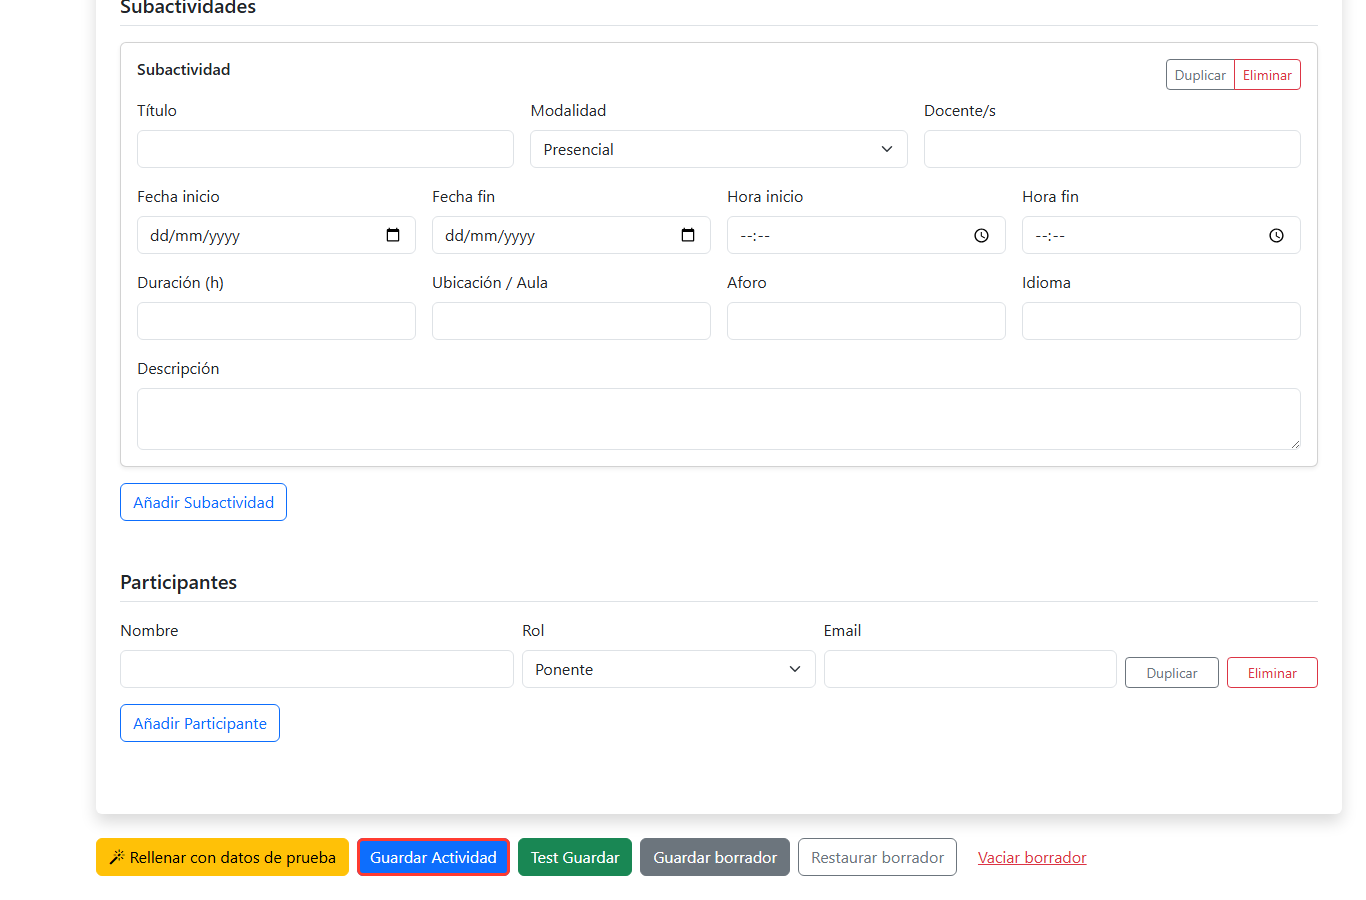 Subactividades
Subactividad
Duplicar Eliminar
Título Modalidad Docente/s
Presencial
Fecha inicio Fecha fin Hora inicio Hora fin
dd/mm/yyyy dd/mm/yyyy --:-- --:--
Duración (h) Ubicación / Aula Aforo Idioma
Descripción
Añadir Subactividad
Participantes
Nombre Rol Email
Ponente Duplicar Eliminar
Añadir Participante
Rellenar con datos de prueba Guardar Actividad Test Guardar Guardar borrador Restaurar borrador Vaciar borrador